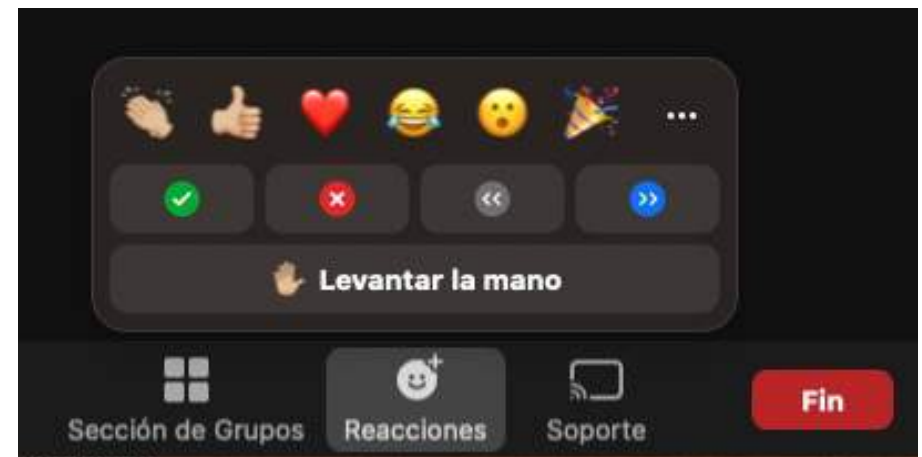 Levantar la mano
Sección de Grupos
Reacciones
Soporte
Fin